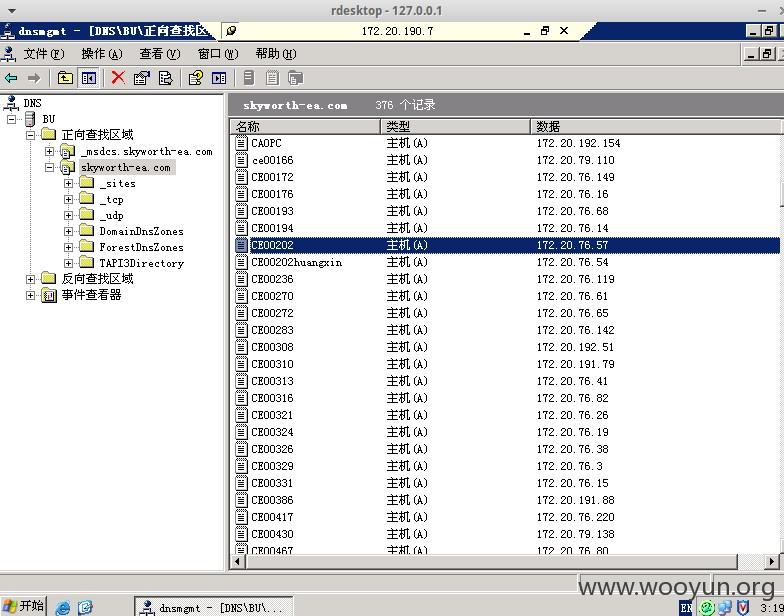 rdesktop - 127.0.0.1
dnsmgmt - [DNS\BU\正向查找区
172.20.190.7
文件(F) 操作(A) 查看(V) 窗口(W) 帮助(H)
DNS
BU
正向查找区域
_msdcs.skyworth-ea.com
skyworth-ea.com
_sites
_tcp
_udp
DomainDnsZones
ForestDnsZones
TAPI3Directory
反向查找区域
事件查看器
skyworth-ea.com 376 个记录
名称 类型 数据
CAOPC 主机(A) 172.20.192.154
ce00166 主机(A) 172.20.79.110
CE00172 主机(A) 172.20.76.149
CE00176 主机(A) 172.20.76.16
CE00193 主机(A) 172.20.76.68
CE00194 主机(A) 172.20.76.14
CE00202 主机(A) 172.20.76.57
CE00202huangxin 主机(A) 172.20.76.54
CE00236 主机(A) 172.20.76.119
CE00270 主机(A) 172.20.76.61
CE00272 主机(A) 172.20.76.65
CE00283 主机(A) 172.20.76.142
CE00308 主机(A) 172.20.192.51
CE00310 主机(A) 172.20.191.79
CE00313 主机(A) 172.20.76.41
CE00316 主机(A) 172.20.76.82
CE00321 主机(A) 172.20.76.26
CE00324 主机(A) 172.20.76.19
CE00326 主机(A) 172.20.76.38
CE00329 主机(A) 172.20.76.3
CE00331 主机(A) 172.20.76.15
CE00386 主机(A) 172.20.191.88
CE00417 主机(A) 172.20.76.220
CE00430 主机(A) 172.20.79.138
CE00467 主机(A) 172.20.76.80
www.wooyun.org
开始
dnsmgmt - [DNS\BU\...
EN
3:19